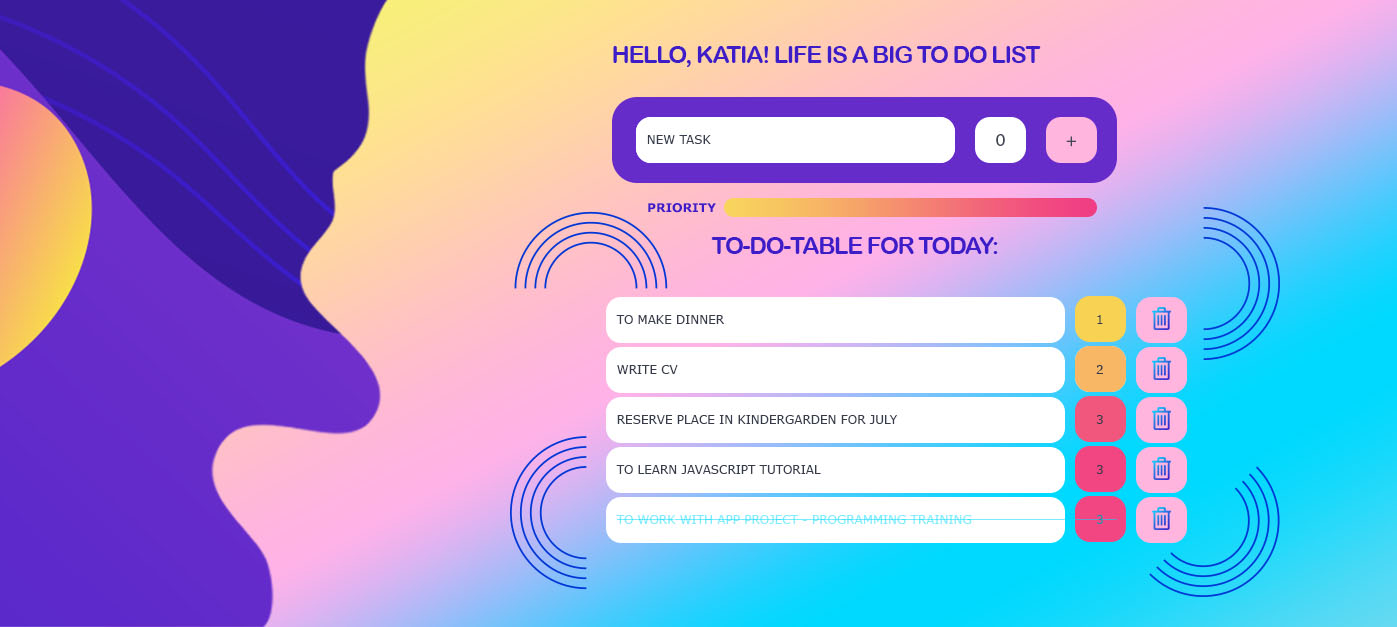 HELLO, KATIA! LIFE IS A BIG TO DO LIST
NEW TASK 0 +
PRIORITY
TO-DO-TABLE FOR TODAY:
TO MAKE DINNER 1
WRITE CV 2
RESERVE PLACE IN KINDERGARDEN FOR JULY 3
TO LEARN JAVASCRIPT TUTORIAL 3
TO WORK WITH APP PROJECT - PROGRAMMING TRAINING 3